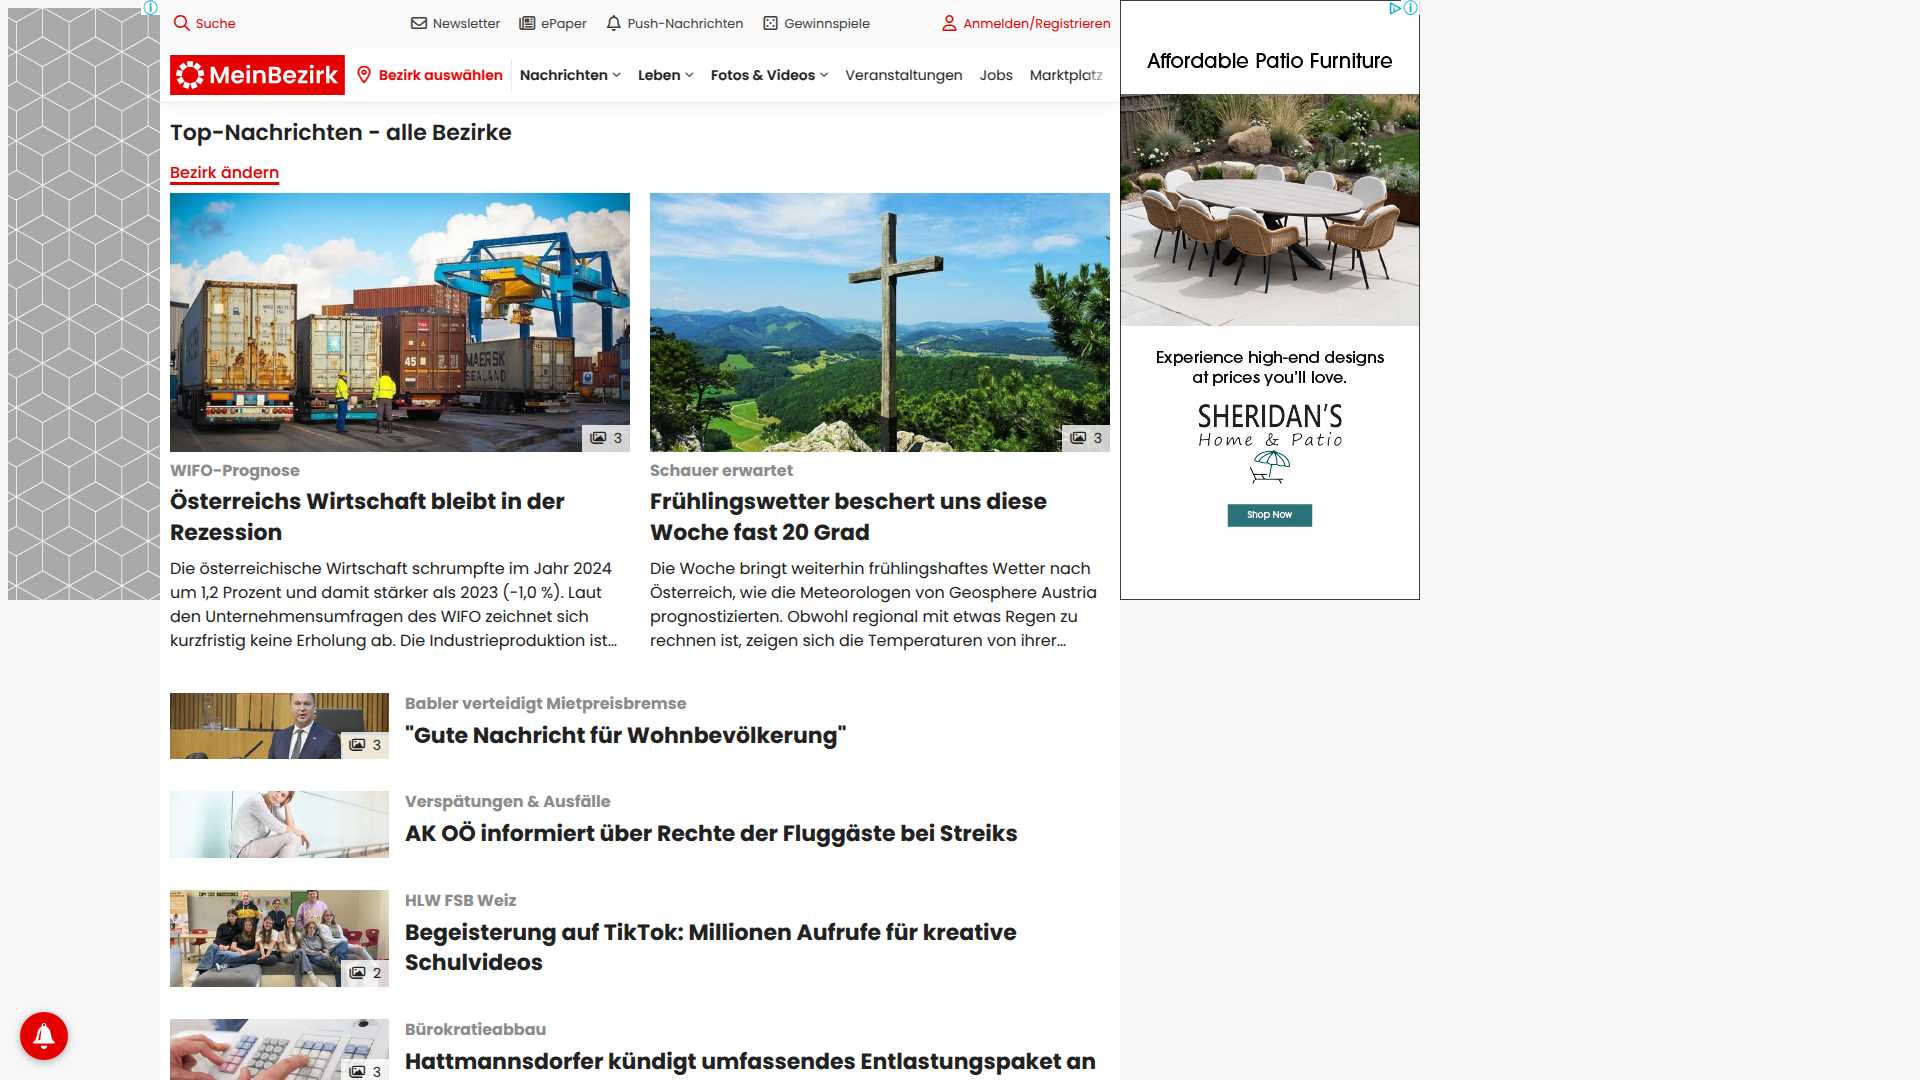 Suche
Newsletter
ePaper
Push-Nachrichten
Gewinnspiele
Anmelden/Registrieren
MeinBezirk
Bezirk auswählen
Nachrichten
Leben
Fotos & Videos
Veranstaltungen
Jobs
Marktplatz
Top-Nachrichten - alle Bezirke
Bezirk ändern
3
WIFO-Prognose
Österreichs Wirtschaft bleibt in der
Rezession
Die österreichische Wirtschaft schrumpfte im Jahr 2024
um 1,2 Prozent und damit stärker als 2023 (-1,0 %). Laut
den Unternehmensumfragen des WIFO zeichnet sich
kurzfristig keine Erholung ab. Die Industrieproduktion ist...
3
Schauer erwartet
Frühlingswetter beschert uns diese
Woche fast 20 Grad
Die Woche bringt weiterhin frühlingshaftes Wetter nach
Österreich, wie die Meteorologen von Geosphere Austria
prognostizierten. Obwohl regional mit etwas Regen zu
rechnen ist, zeigen sich die Temperaturen von ihrer...
3
Babler verteidigt Mietpreisbremse
"Gute Nachricht für Wohnbevölkerung"
Verspätungen & Ausfälle
AK OÖ informiert über Rechte der Fluggäste bei Streiks
2
HLW FSB Weiz
Begeisterung auf TikTok: Millionen Aufrufe für kreative
Schulvideos
3
Bürokratieabbau
Hattmannsdorfer kündigt umfassendes Entlastungspaket an
Affordable Patio Furniture
Experience high-end designs
at prices you'll love.
SHERIDAN'S
Home & Patio
Shop Now
MAERSK
SEALAND
45